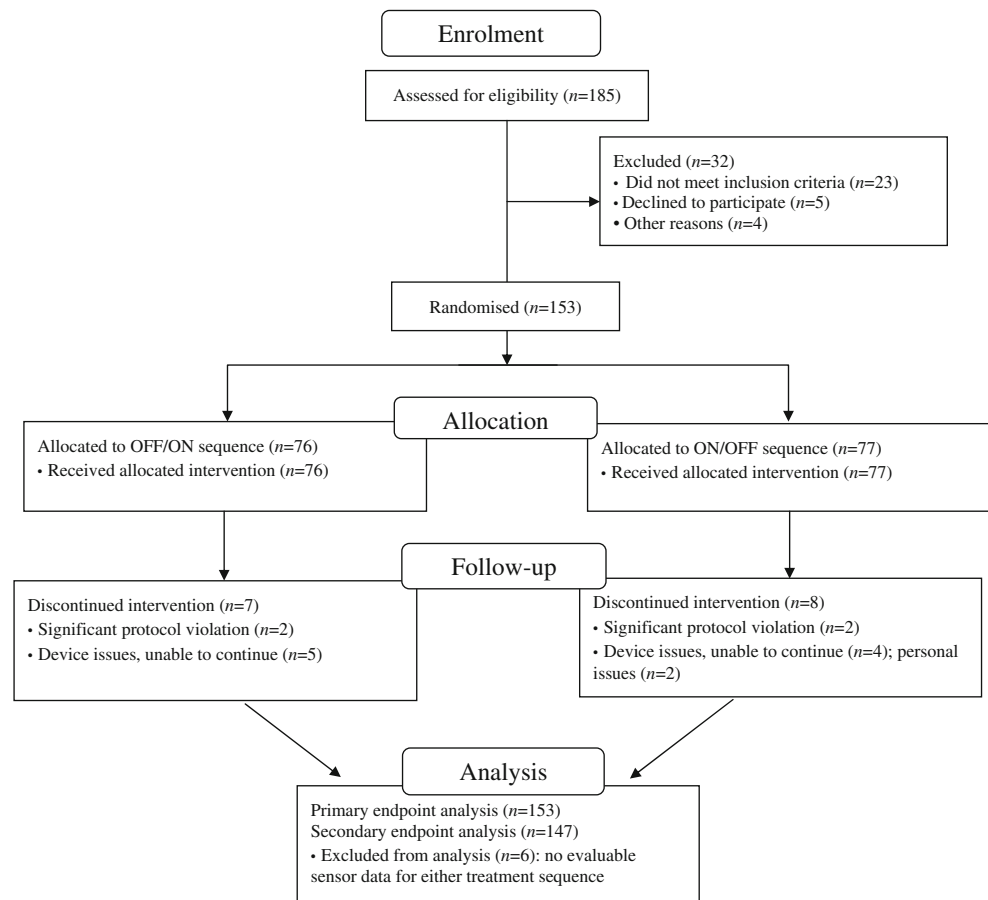 Enrolment
Assessed for eligibility (n=185)
Excluded (n=32)
• Did not meet inclusion criteria (n=23)
• Declined to participate (n=5)
• Other reasons (n=4)
Randomised (n=153)
Allocation
Allocated to OFF/ON sequence (n=76)
• Received allocated intervention (n=76)
Allocated to ON/OFF sequence (n=77)
• Received allocated intervention (n=77)
Follow-up
Discontinued intervention (n=7)
• Significant protocol violation (n=2)
• Device issues, unable to continue (n=5)
Discontinued intervention (n=8)
• Significant protocol violation (n=2)
• Device issues, unable to continue (n=4); personal
issues (n=2)
Analysis
Primary endpoint analysis (n=153)
Secondary endpoint analysis (n=147)
• Excluded from analysis (n=6): no evaluable
sensor data for either treatment sequence